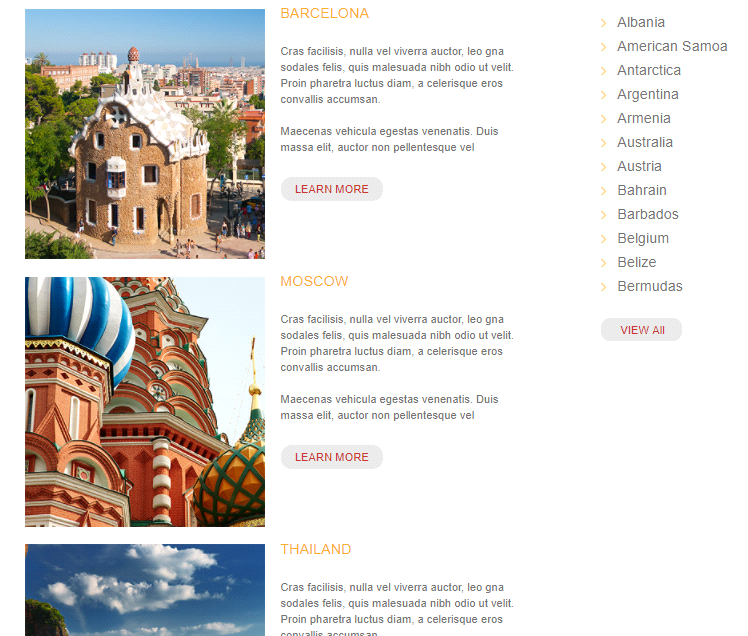 BARCELONA
Cras facilisis, nulla vel viverra auctor, leo gna
sodales felis, quis malesuada nibh odio ut velit.
Proin pharetra luctus diam, a celerisque eros
convallis accumsan.
Maecenas vehicula egestas venenatis. Duis
massa elit, auctor non pellentesque vel
LEARN MORE
MOSCOW
Cras facilisis, nulla vel viverra auctor, leo gna
sodales felis, quis malesuada nibh odio ut velit.
Proin pharetra luctus diam, a celerisque eros
convallis accumsan.
Maecenas vehicula egestas venenatis. Duis
massa elit, auctor non pellentesque vel
LEARN MORE
THAILAND
Cras facilisis, nulla vel viverra auctor, leo gna
sodales felis, quis malesuada nibh odio ut velit.
Proin pharetra luctus diam, a celerisque eros
convallis accumsan.
Albania
American Samoa
Antarctica
Argentina
Armenia
Australia
Austria
Bahrain
Barbados
Belgium
Belize
Bermudas
VIEW All